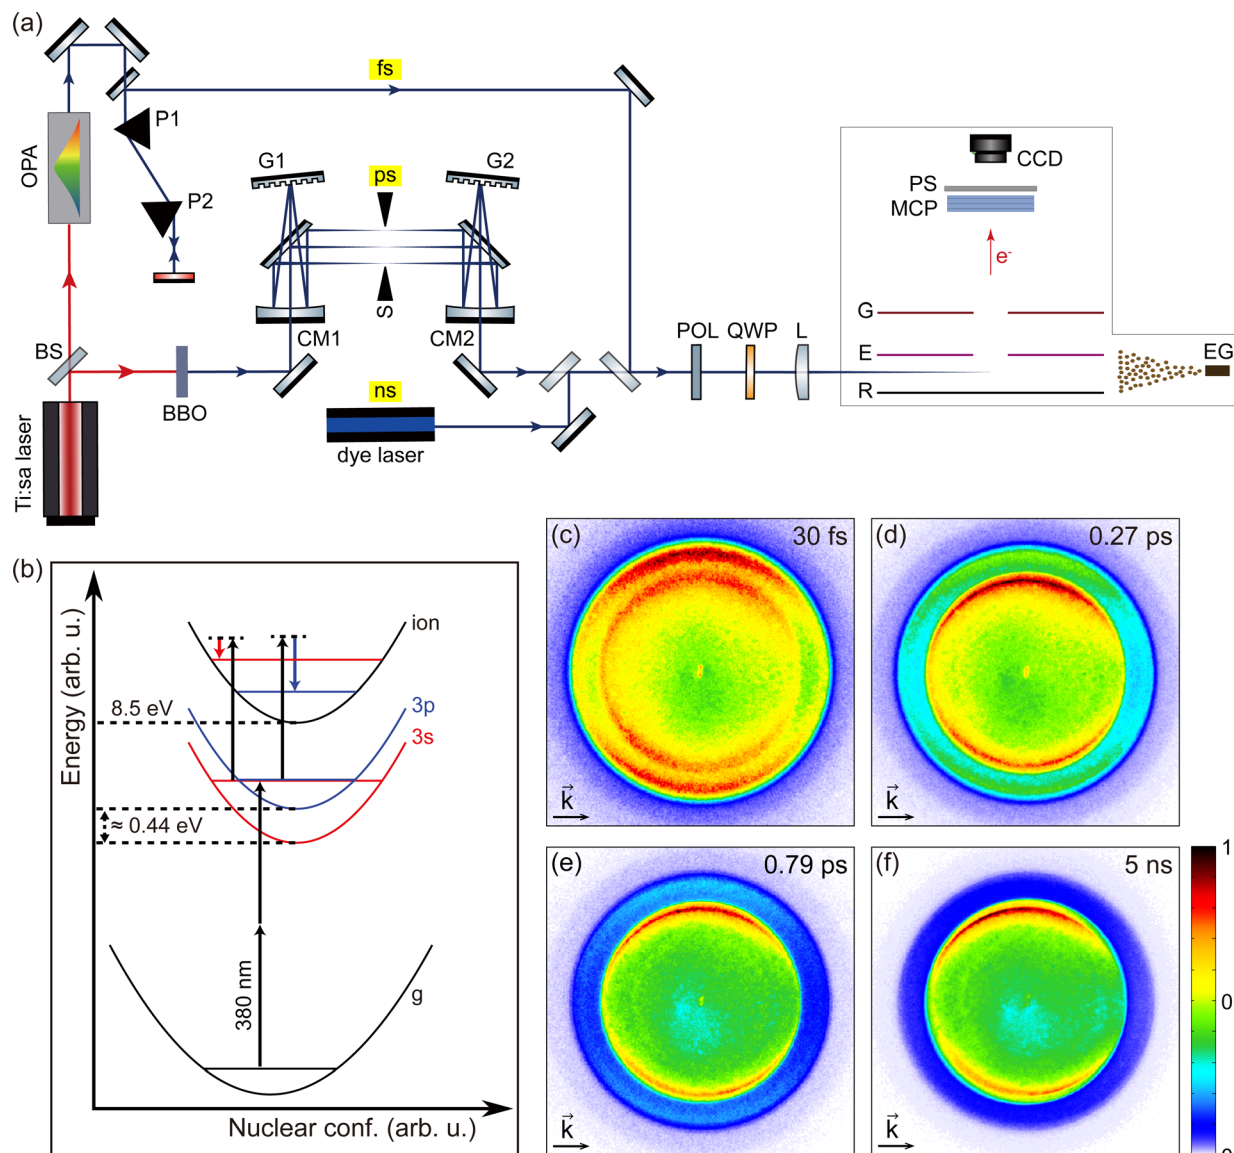 (a)
fs
P1
OPA
G1
G2
ps
CCD
PS
MCP
P2
e-
S
G
BS
CM1
CM2
POL
QWP
L
E
EG
ns
R
BBO
dye laser
Ti:sa laser
(b)
ion
8.5 eV
3p
3s
≈ 0.44 eV
Energy (arb. u.)
380 nm
g
Nuclear conf. (arb. u.)
(c)
30 fs
k
(d)
0.27 ps
k
(e)
0.79 ps
k
(f)
5 ns
k
1
0